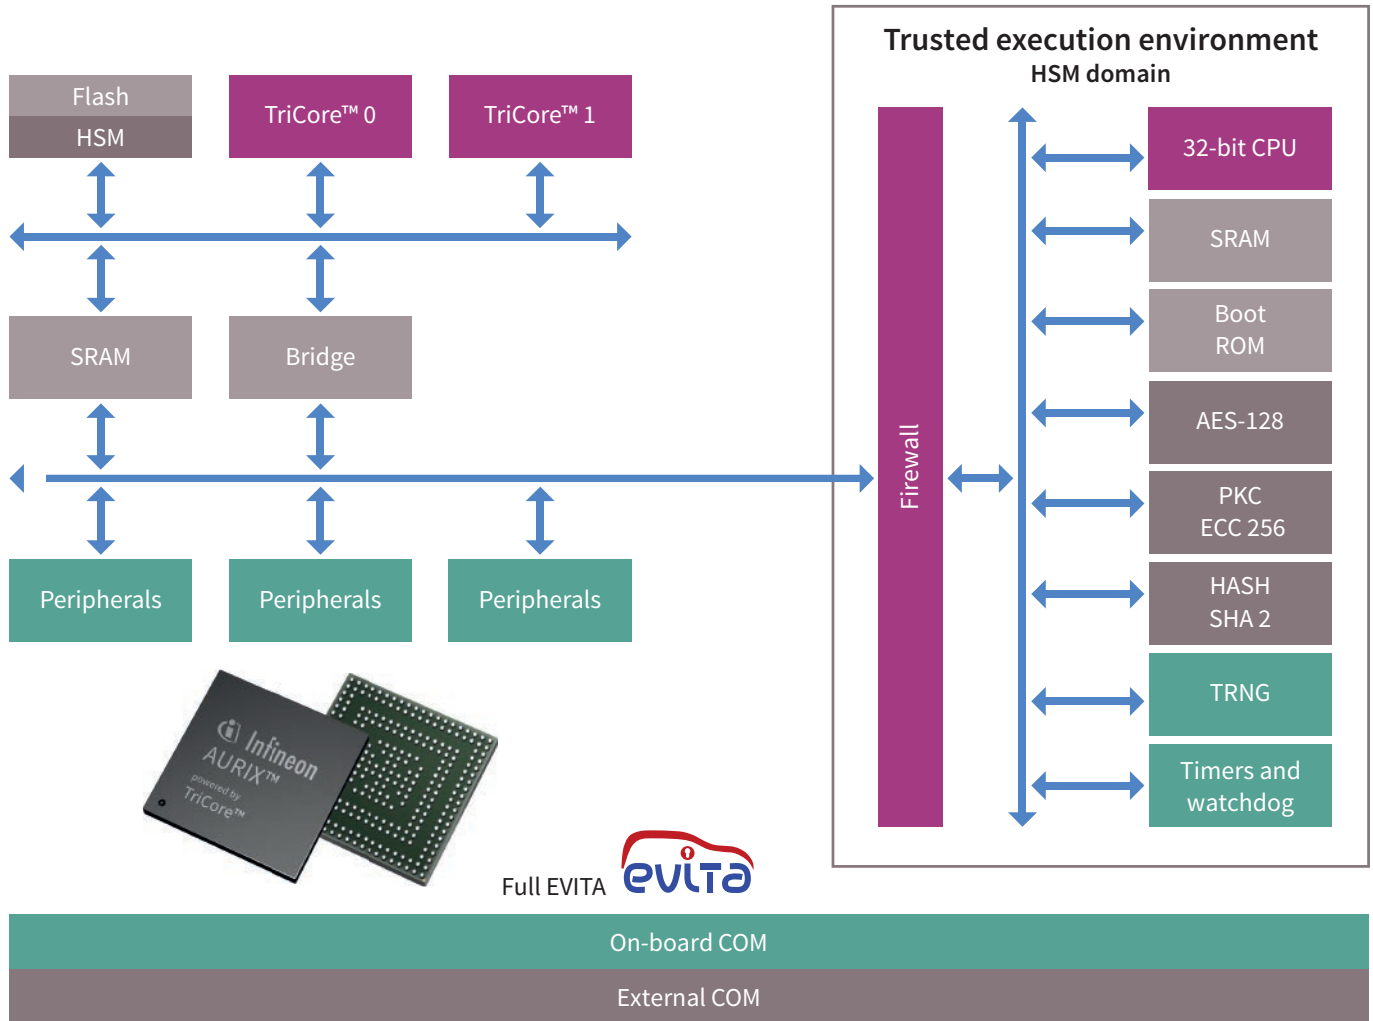 Trusted execution environment
HSM domain
Flash
HSM
TriCore™ 0
TriCore™ 1
SRAM
Bridge
Peripherals
Peripherals
Peripherals
Firewall
32-bit CPU
SRAM
Boot
ROM
AES-128
PKC
ECC 256
HASH
SHA 2
TRNG
Timers and
watchdog
Infineon
AURIX™
powered by
TriCore™
Full EVITA
evita
On-board COM
External COM